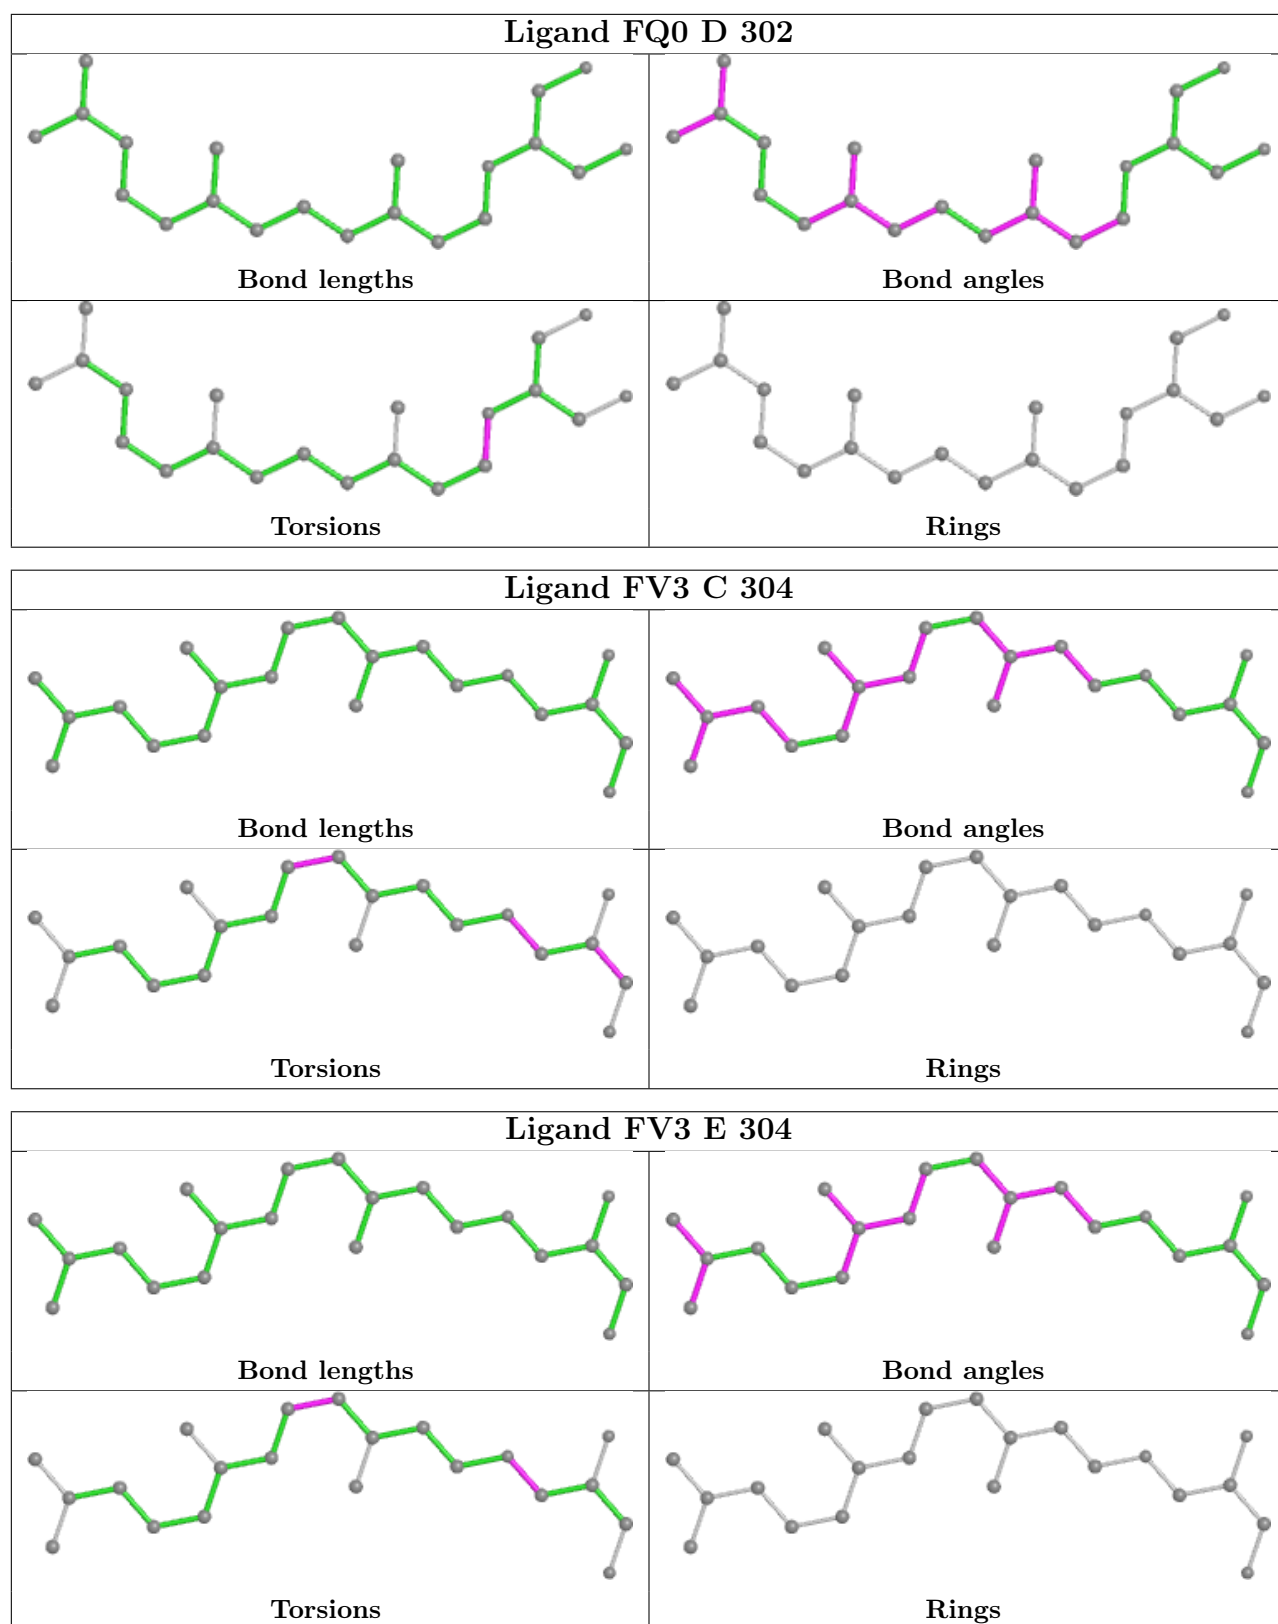 Ligand FQ0 D 302
Bond lengths
Bond angles
Torsions
Rings
Ligand FV3 C 304
Bond lengths
Bond angles
Torsions
Rings
Ligand FV3 E 304
Bond lengths
Bond angles
Torsions
Rings